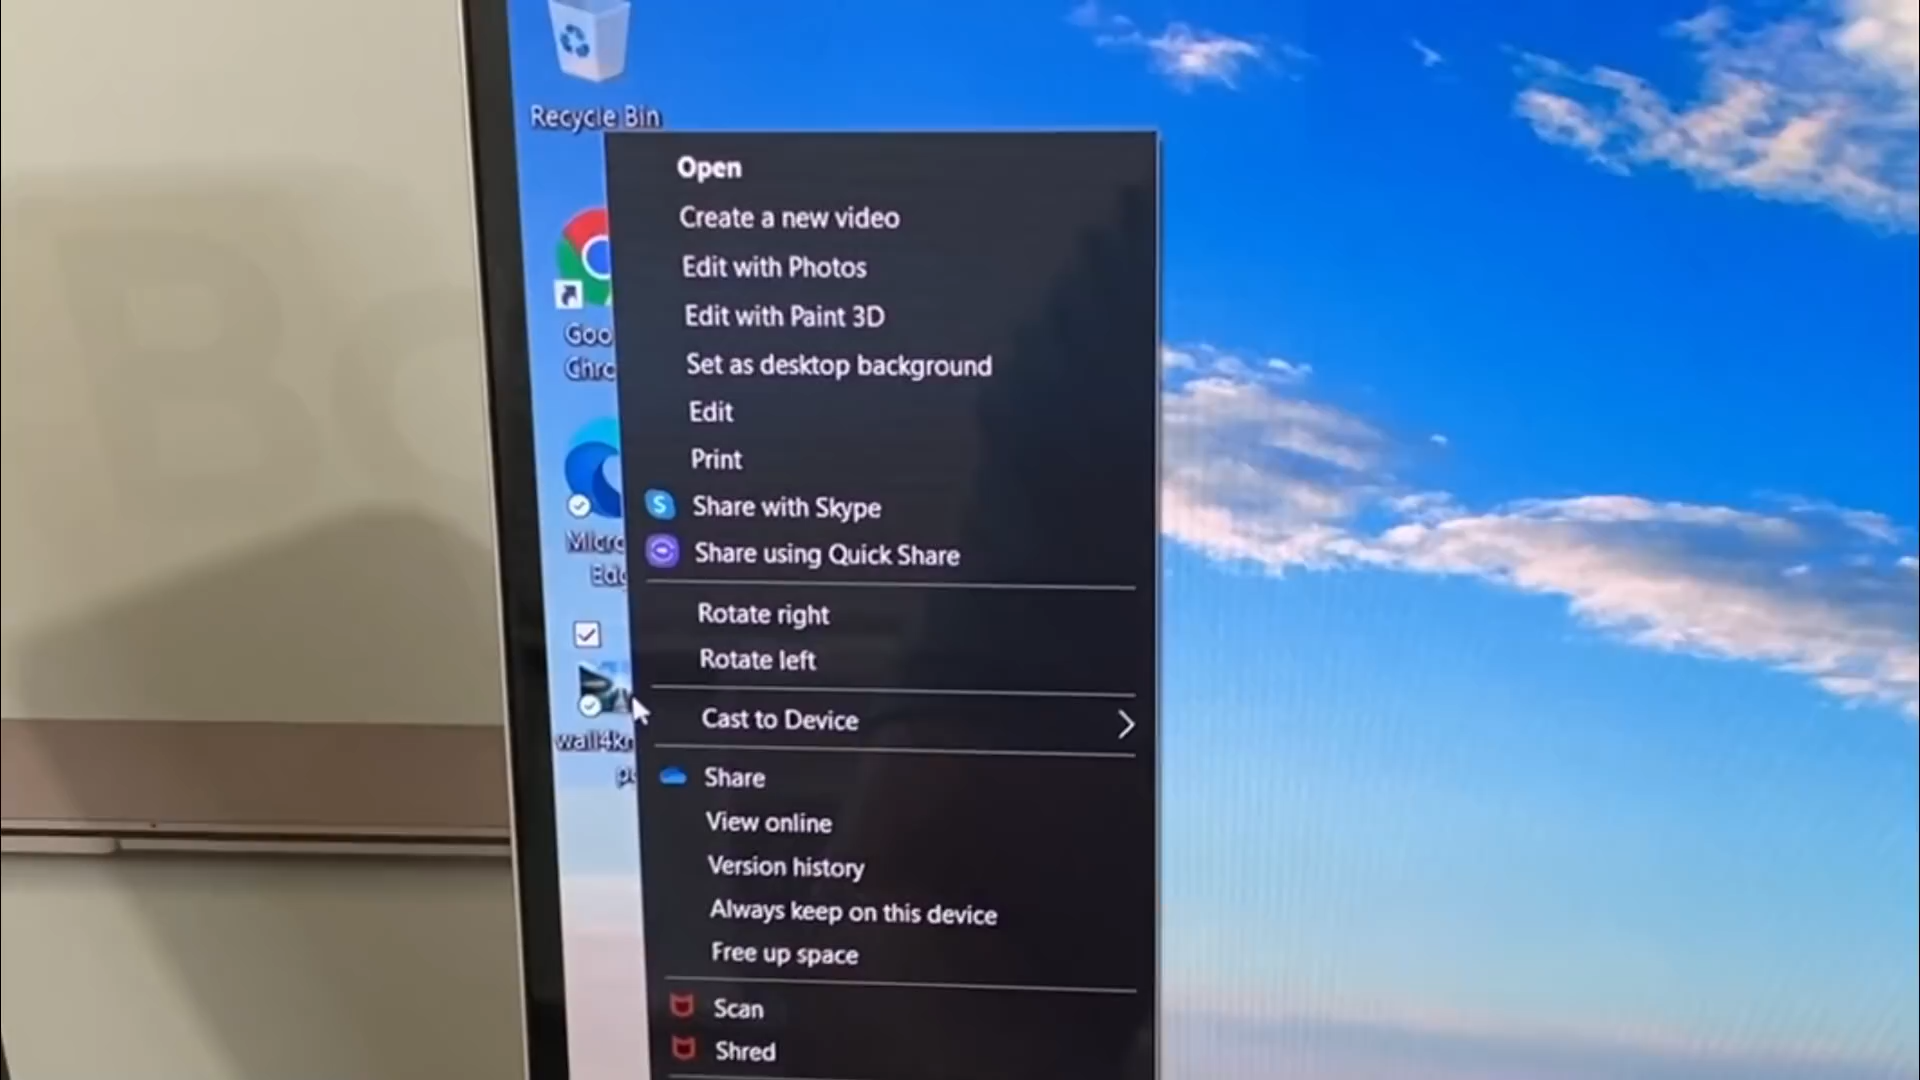 Recycle Bin
Open
Create a new video
Edit with Photos
Edit with Paint 3D
Set as desktop background
Edit
Print
Share with Skype
Share using Quick Share
Rotate right
Rotate left
Cast to Device
Share
View online
Version history
Always keep on this device
Free up space
Scan
Shred